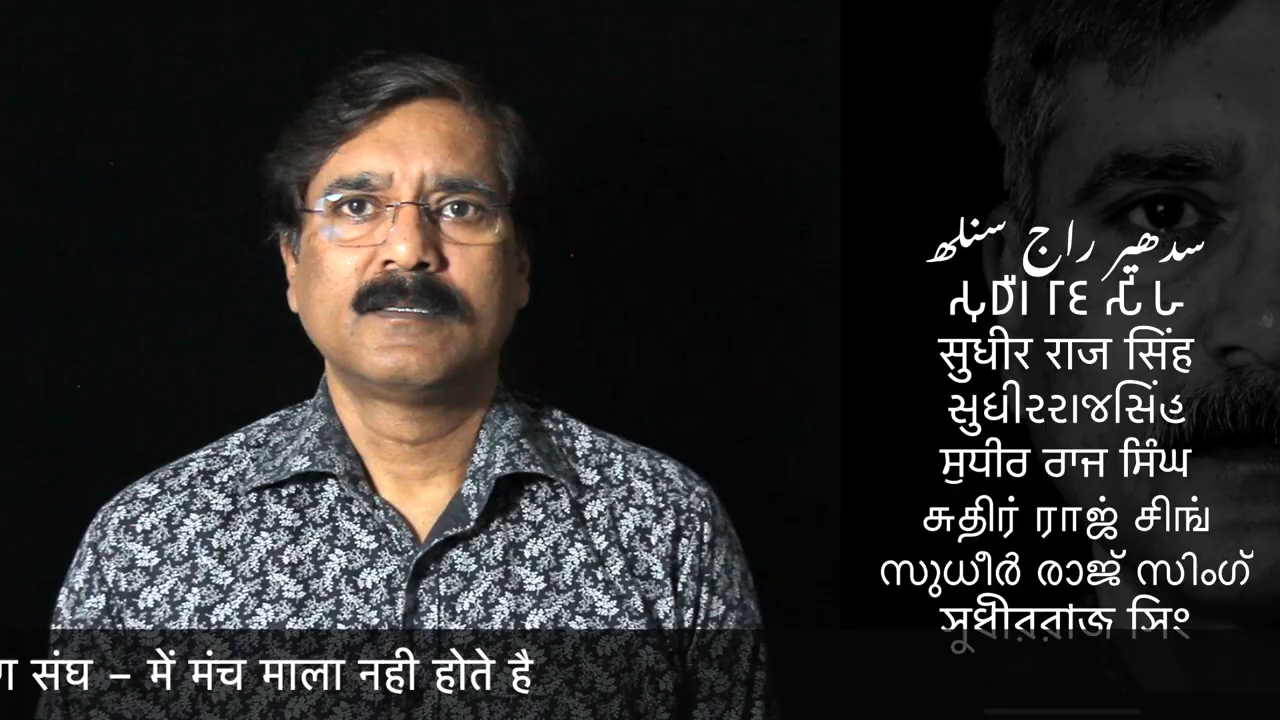 سدھیر راج سنلھ
सुधीर राज सिंह
સુધીરરાજસિંહ
ਸੁਧੀਰ ਰਾਜ ਸਿੰਘ
சுதிர் ராஜ் சிங்
സുധീർ രാജ് സിംഗ്
संघ – में मंच माला नही होते है